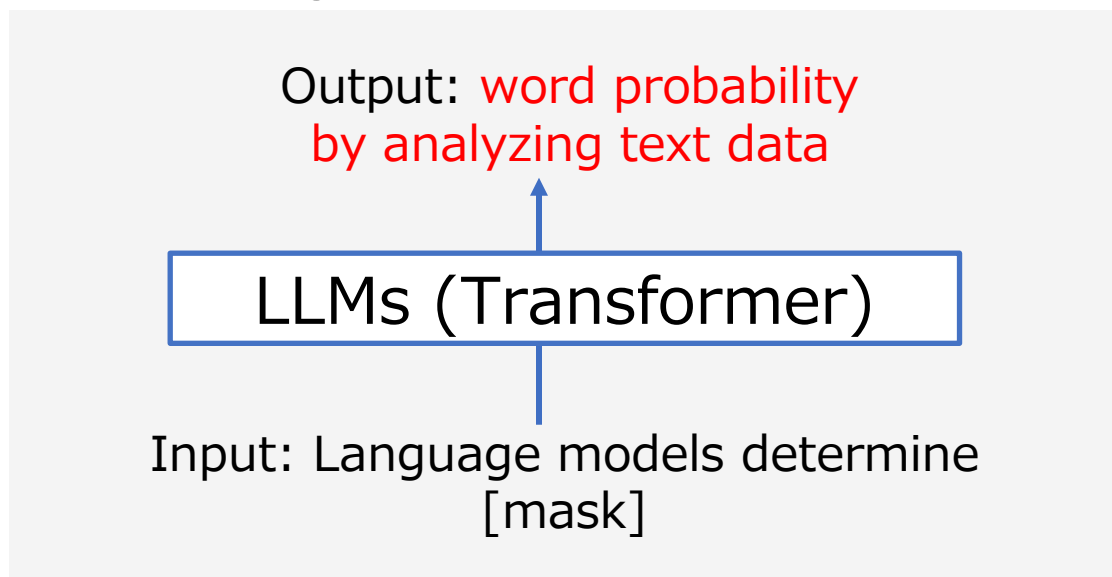 Output: word probability
by analyzing text data
LLMs (Transformer)
Input: Language models determine
[mask]